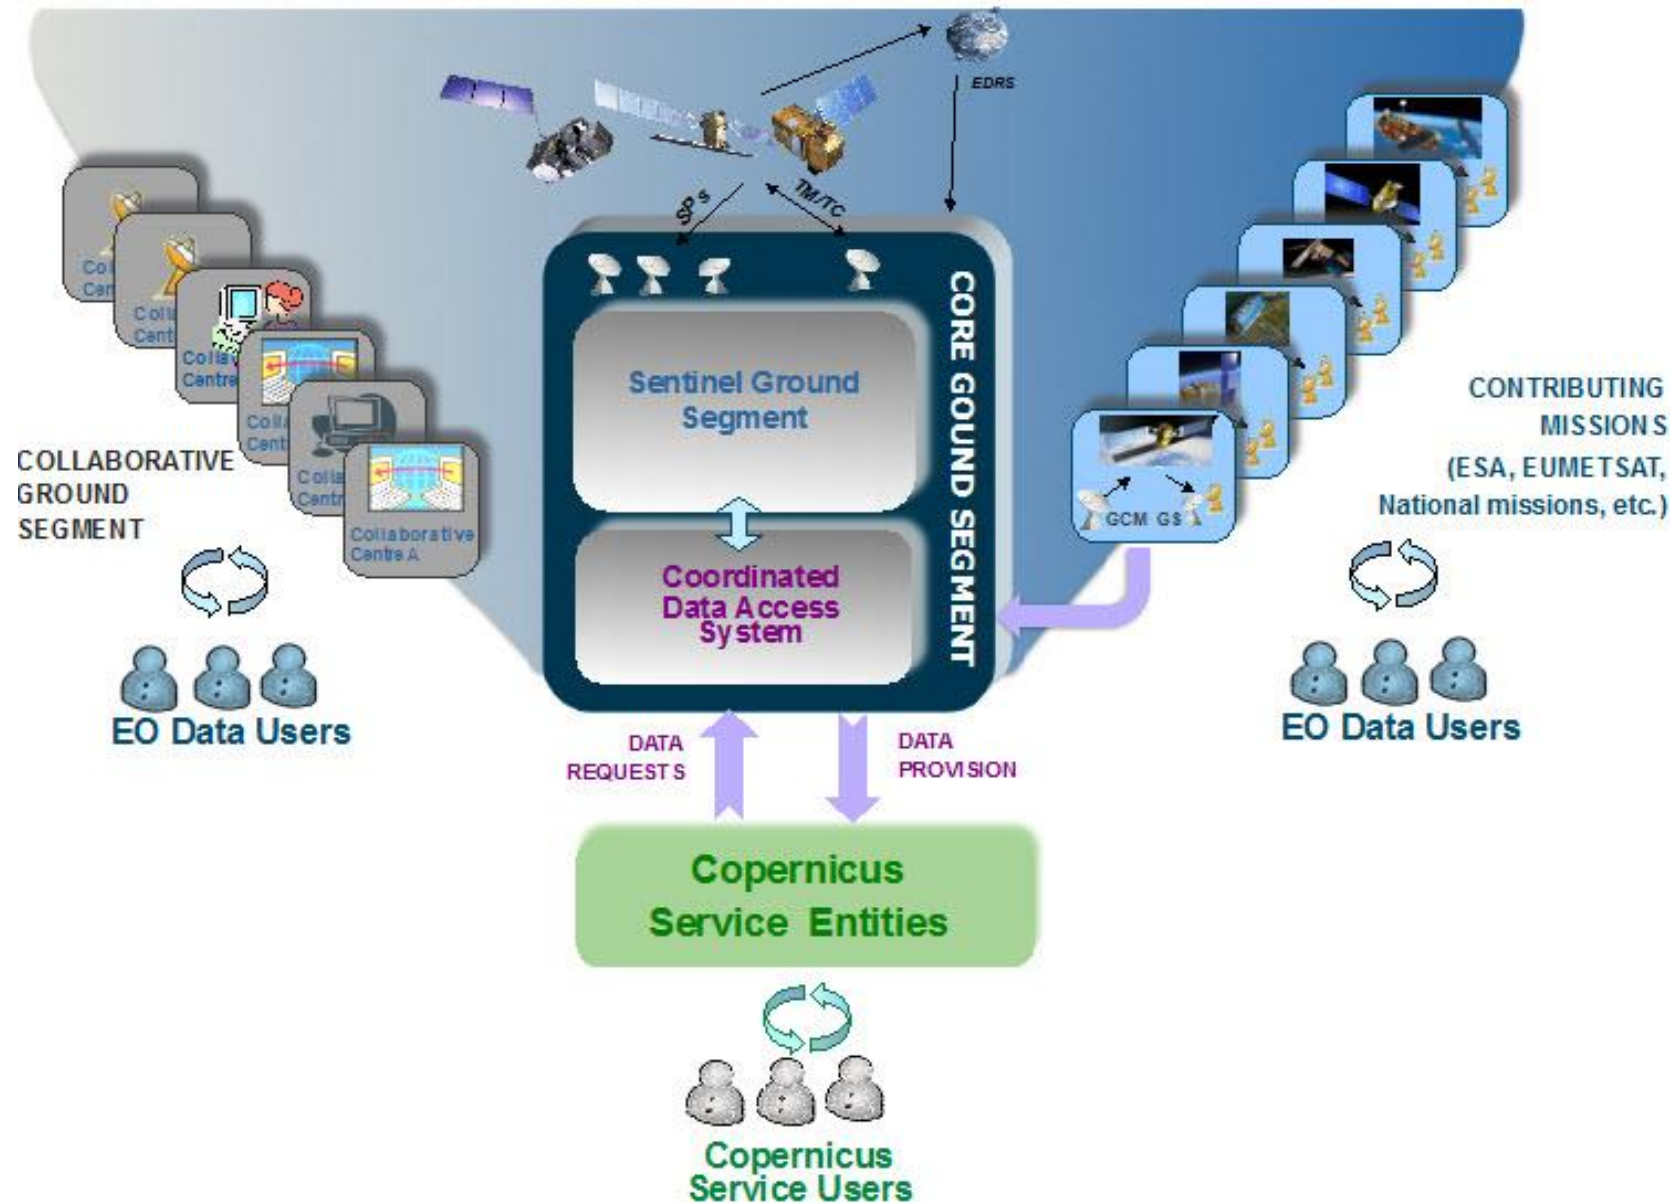 EDRS
SPs
TM/TC
CORE GOUND SEGMENT
Sentinel Ground
Segment
Coordinated
Data Access
System
Centre
Collaborative
Centre A
COLLABORATIVE
GROUND
SEGMENT
EO Data Users
GCM GS
CONTRIBUTING
MISSIONS
(ESA, EUMETSAT,
National missions, etc.)
EO Data Users
DATA
REQUESTS
DATA
PROVISION
Copernicus
Service Entities
Copernicus
Service Users